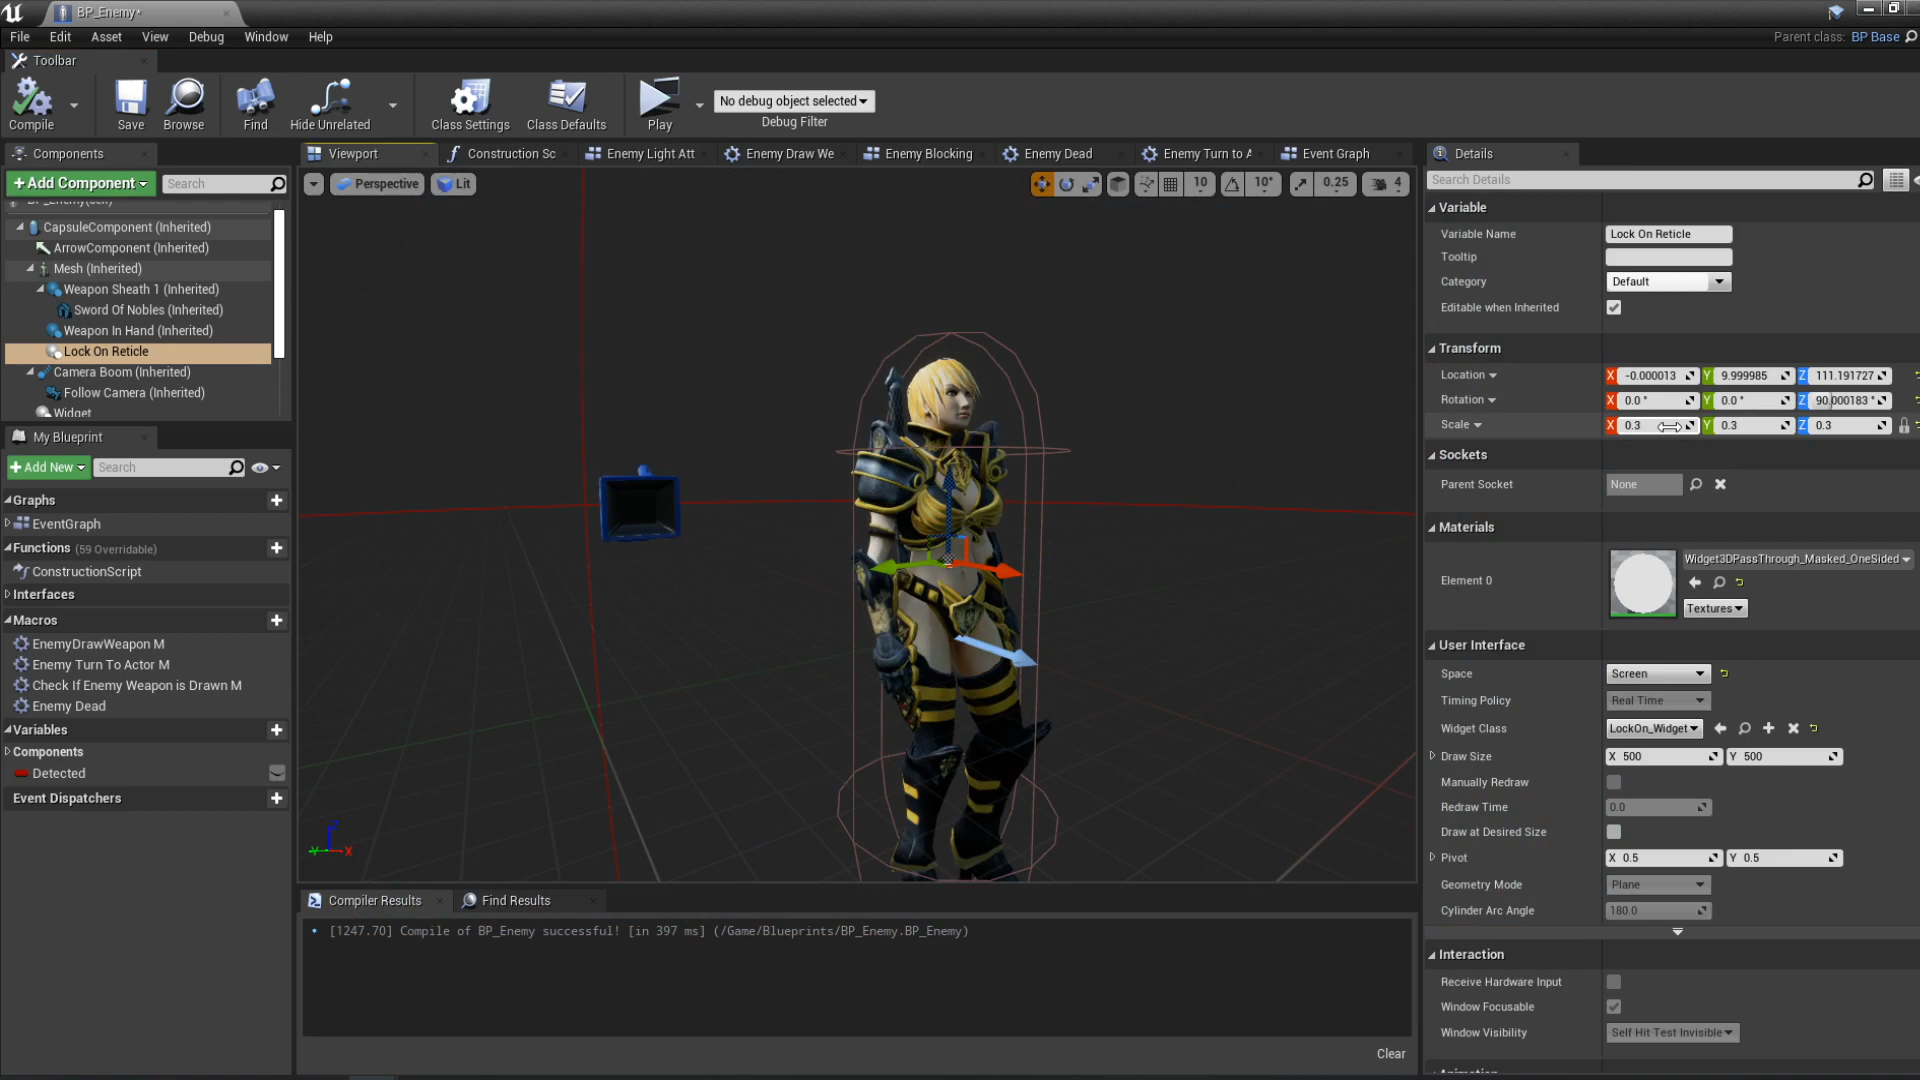 BP_Enemy*
File Edit Asset View Debug Window Help
Parent class: BP Base
Toolbar
Compile Save Browse Find Hide Unrelated Class Settings Class Defaults Play
No debug object selected
Debug Filter
Components
+Add Component Search
BP_Enemy(self)
CapsuleComponent (Inherited)
ArrowComponent (Inherited)
Mesh (Inherited)
Weapon Sheath 1 (Inherited)
Sword Of Nobles (Inherited)
Weapon In Hand (Inherited)
Lock On Reticle
Camera Boom (Inherited)
Follow Camera (Inherited)
Widget
My Blueprint
+Add New Search
Graphs
EventGraph
Functions (59 Overridable)
ConstructionScript
Interfaces
Macros
EnemyDrawWeapon M
Enemy Turn To Actor M
Check If Enemy Weapon is Drawn M
Enemy Dead
Variables
Components
Detected
Event Dispatchers
Viewport Construction Sc Enemy Light Att Enemy Draw We Enemy Blocking Enemy Dead Enemy Turn to A Event Graph
Perspective Lit 10 10° 0.25 4
Z
Y X
Compiler Results Find Results
[1247.70] Compile of BP_Enemy successful! [in 397 ms] (/Game/Blueprints/BP_Enemy.BP_Enemy)
Clear
Details
Search Details
Variable
Variable Name Lock On Reticle
Tooltip
Category Default
Editable when Inherited
Transform
Location X -0.000013 Y 9.999985 Z 111.191727
Rotation X 0.0 ° Y 0.0 ° Z 90.000183 °
Scale X 0.3 Y 0.3 Z 0.3
Sockets
Parent Socket None
Materials
Element 0 Widget3DPassThrough_Masked_OneSided
Textures
User Interface
Space Screen
Timing Policy Real Time
Widget Class LockOn_Widget
Draw Size X 500 Y 500
Manually Redraw
Redraw Time 0.0
Draw at Desired Size
Pivot X 0.5 Y 0.5
Geometry Mode Plane
Cylinder Arc Angle 180.0
Interaction
Receive Hardware Input
Window Focusable
Window Visibility Self Hit Test Invisible
Animation